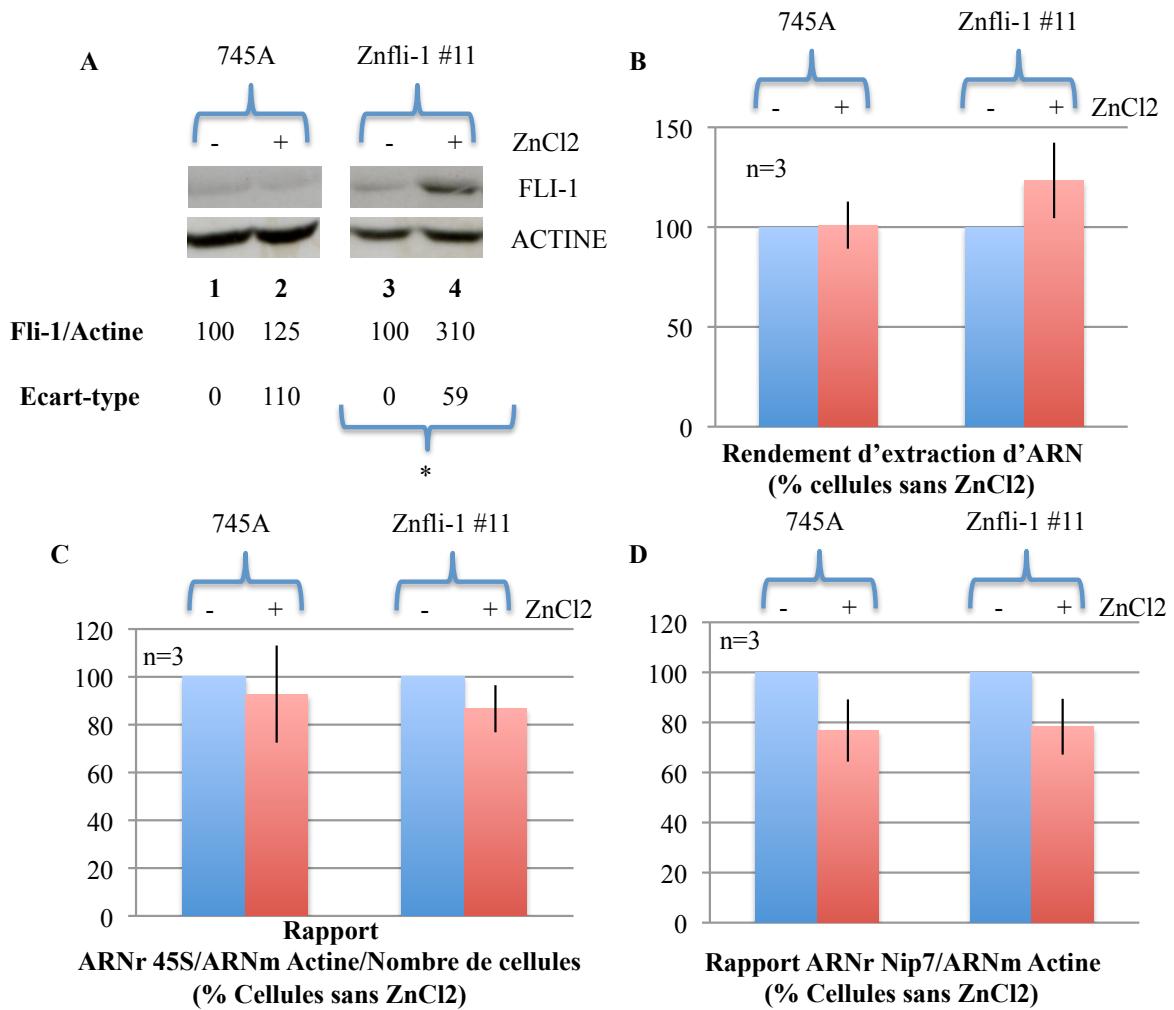 A
745A
Znfli-1 #11
- + - + ZnCl2
FLI-1
ACTINE
1 2 3 4
Fli-1/Actine 100 125 100 310
Ecart-type 0 110 0 59
*
B
745A
Znfli-1 #11
- + - + ZnCl2
150
n=3
100
50
0
Rendement d’extraction d’ARN
(% cellules sans ZnCl2)
C
745A
Znfli-1 #11
- + - + ZnCl2
120
n=3
100
80
60
40
20
0
Rapport
ARNr 45S/ARNm Actine/Nombre de cellules
(% Cellules sans ZnCl2)
D
745A
Znfli-1 #11
- + - + ZnCl2
120
n=3
100
80
60
40
20
0
Rapport ARNr Nip7/ARNm Actine
(% Cellules sans ZnCl2)